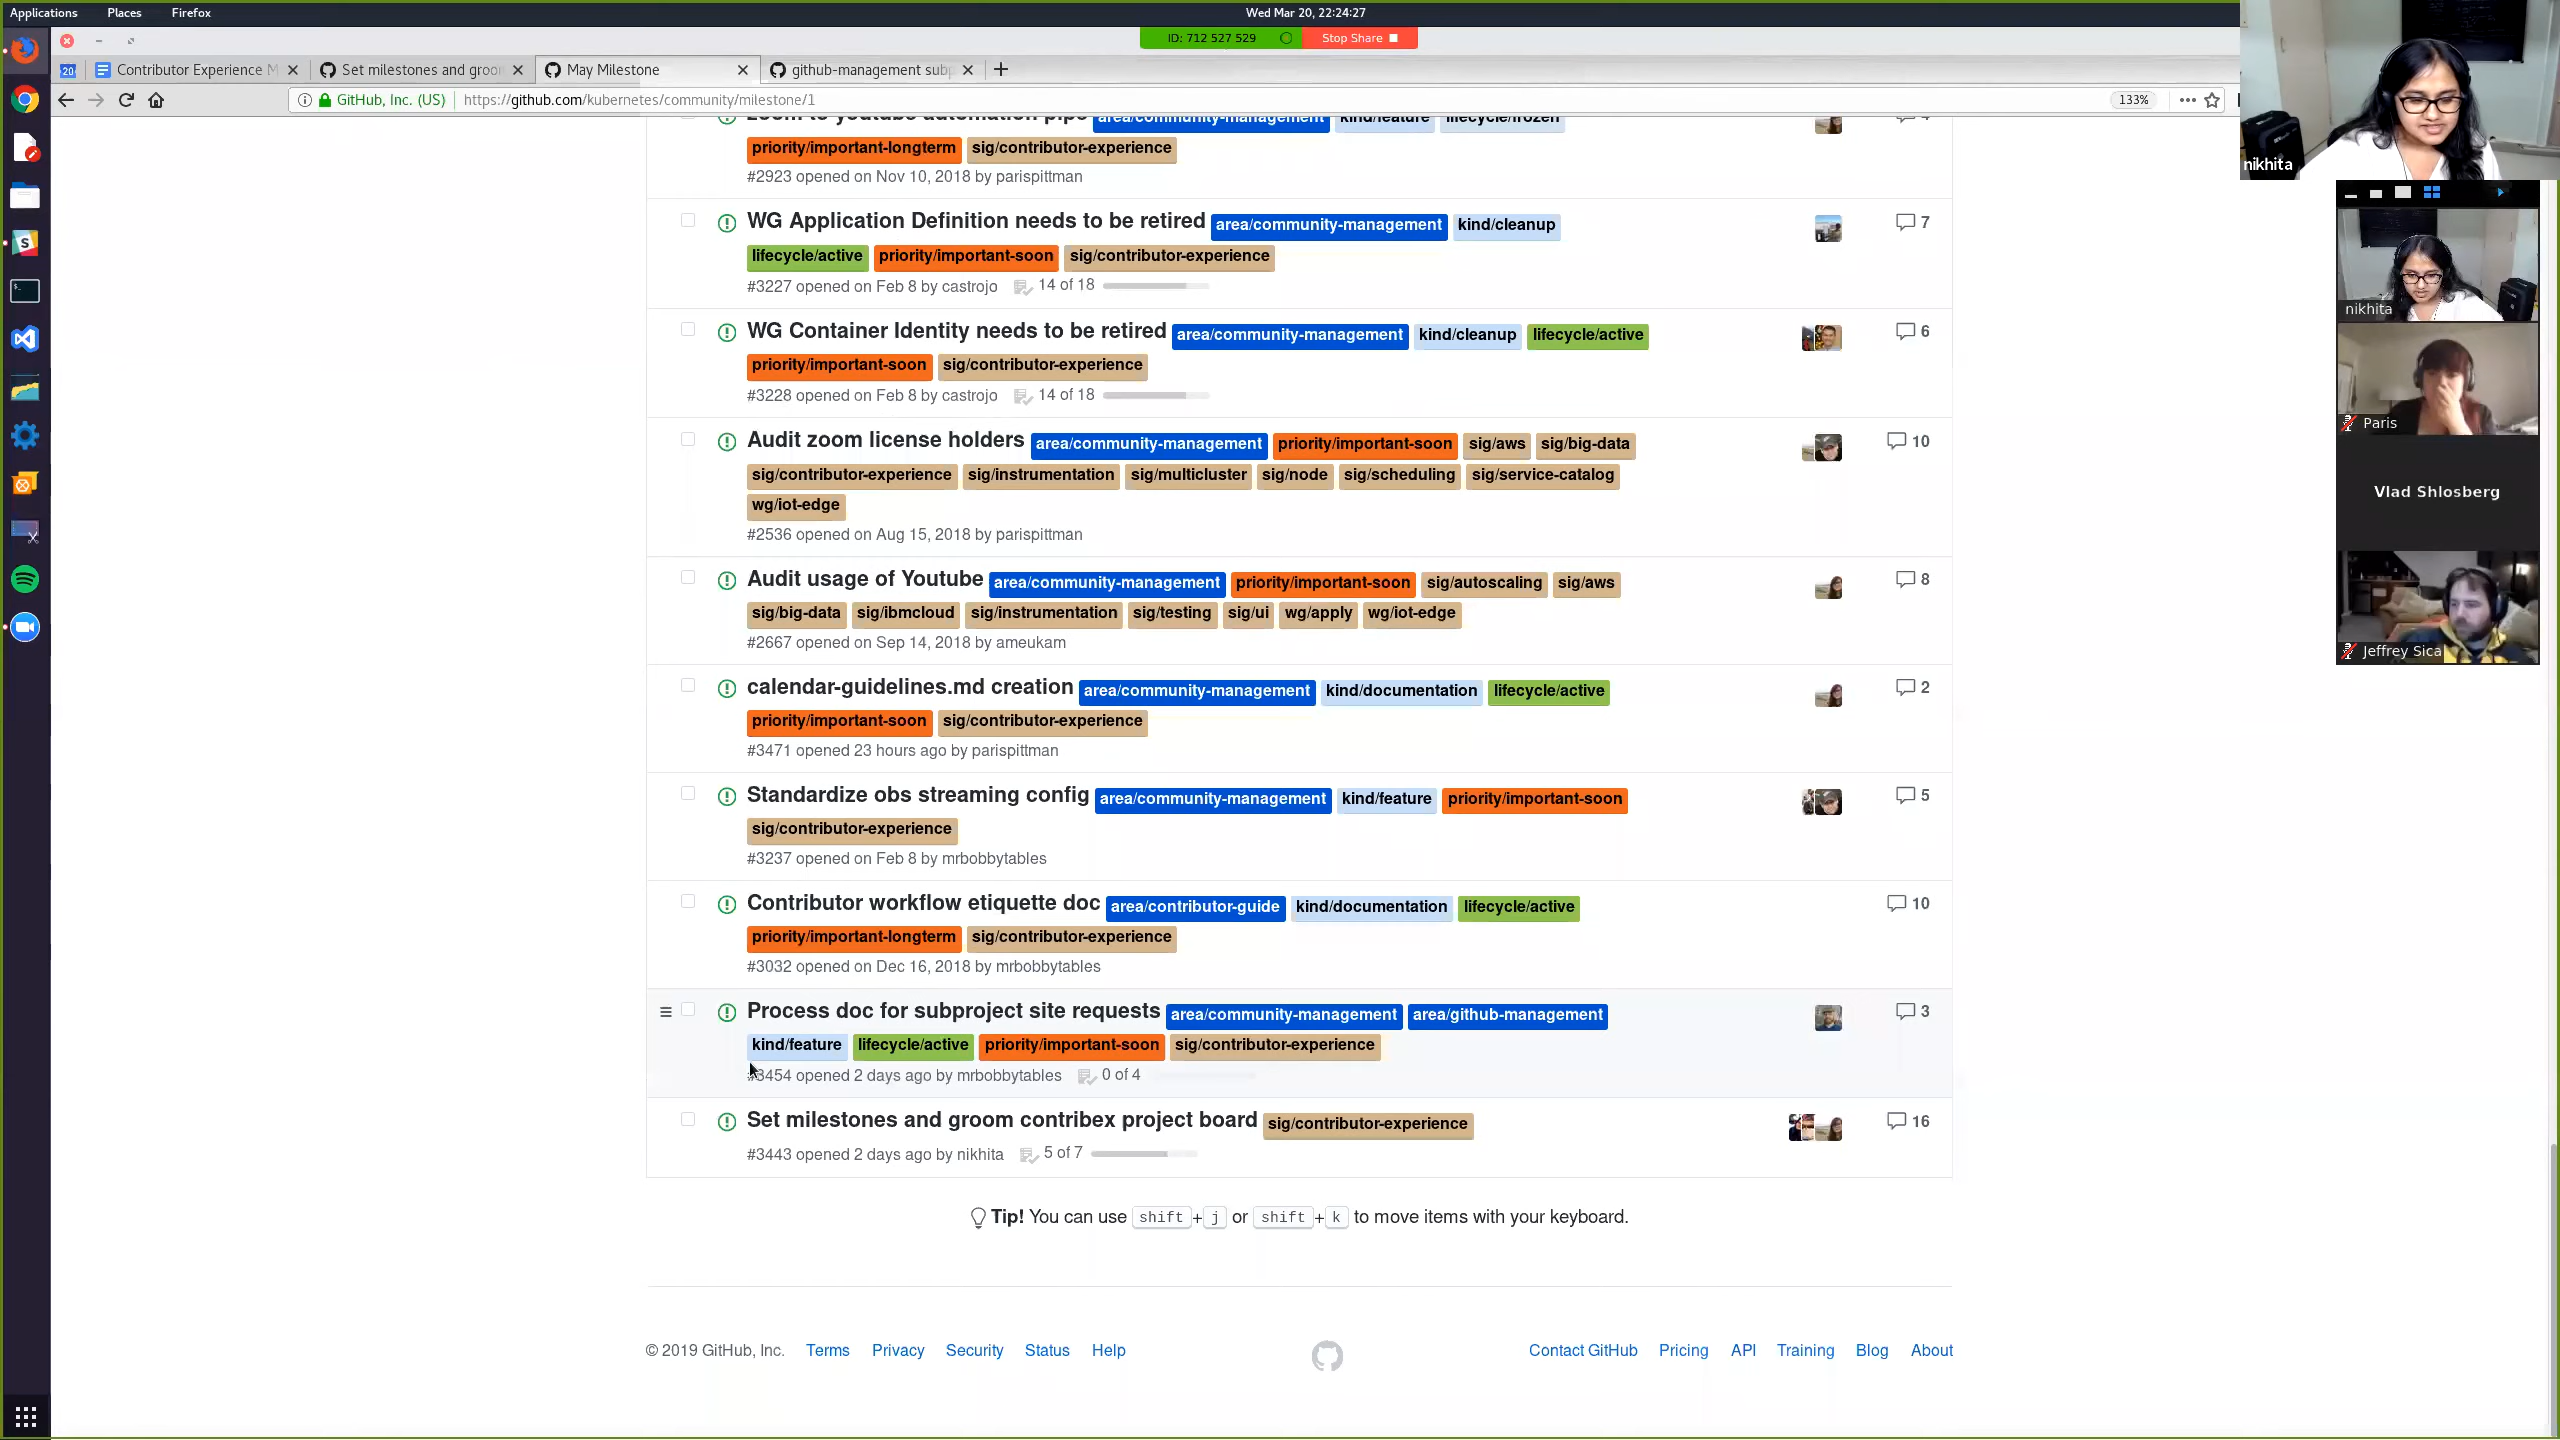 Applications Places Firefox Wed Mar 20, 22:24:27
ID: 712 527 529 Stop Share
20 Contributor Experience M Set milestones and groo May Milestone github-management subp
GitHub, Inc. (US) https://github.com/kubernetes/community/milestone/1 133%
zoom to youtube automation pipe area/community-management kind/feature lifecycle/frozen
priority/important-longterm sig/contributor-experience
#2923 opened on Nov 10, 2018 by parispittman
WG Application Definition needs to be retired area/community-management kind/cleanup 7
lifecycle/active priority/important-soon sig/contributor-experience
#3227 opened on Feb 8 by castrojo 14 of 18
WG Container Identity needs to be retired area/community-management kind/cleanup lifecycle/active 6
priority/important-soon sig/contributor-experience
#3228 opened on Feb 8 by castrojo 14 of 18
Audit zoom license holders area/community-management priority/important-soon sig/aws sig/big-data 10
sig/contributor-experience sig/instrumentation sig/multicluster sig/node sig/scheduling sig/service-catalog
wg/iot-edge
#2536 opened on Aug 15, 2018 by parispittman
Audit usage of Youtube area/community-management priority/important-soon sig/autoscaling sig/aws 8
sig/big-data sig/ibmcloud sig/instrumentation sig/testing sig/ui wg/apply wg/iot-edge
#2667 opened on Sep 14, 2018 by ameukam
calendar-guidelines.md creation area/community-management kind/documentation lifecycle/active 2
priority/important-soon sig/contributor-experience
#3471 opened 23 hours ago by parispittman
Standardize obs streaming config area/community-management kind/feature priority/important-soon 5
sig/contributor-experience
#3237 opened on Feb 8 by mrbobbytables
Contributor workflow etiquette doc area/contributor-guide kind/documentation lifecycle/active 10
priority/important-longterm sig/contributor-experience
#3032 opened on Dec 16, 2018 by mrbobbytables
Process doc for subproject site requests area/community-management area/github-management 3
kind/feature lifecycle/active priority/important-soon sig/contributor-experience
#3454 opened 2 days ago by mrbobbytables 0 of 4
Set milestones and groom contribex project board sig/contributor-experience 16
#3443 opened 2 days ago by nikhita 5 of 7
Tip! You can use shift+j or shift+k to move items with your keyboard.
© 2019 GitHub, Inc. Terms Privacy Security Status Help Contact GitHub Pricing API Training Blog About
nikhita
nikhita
Paris
Vlad Shlosberg
Jeffrey Sica